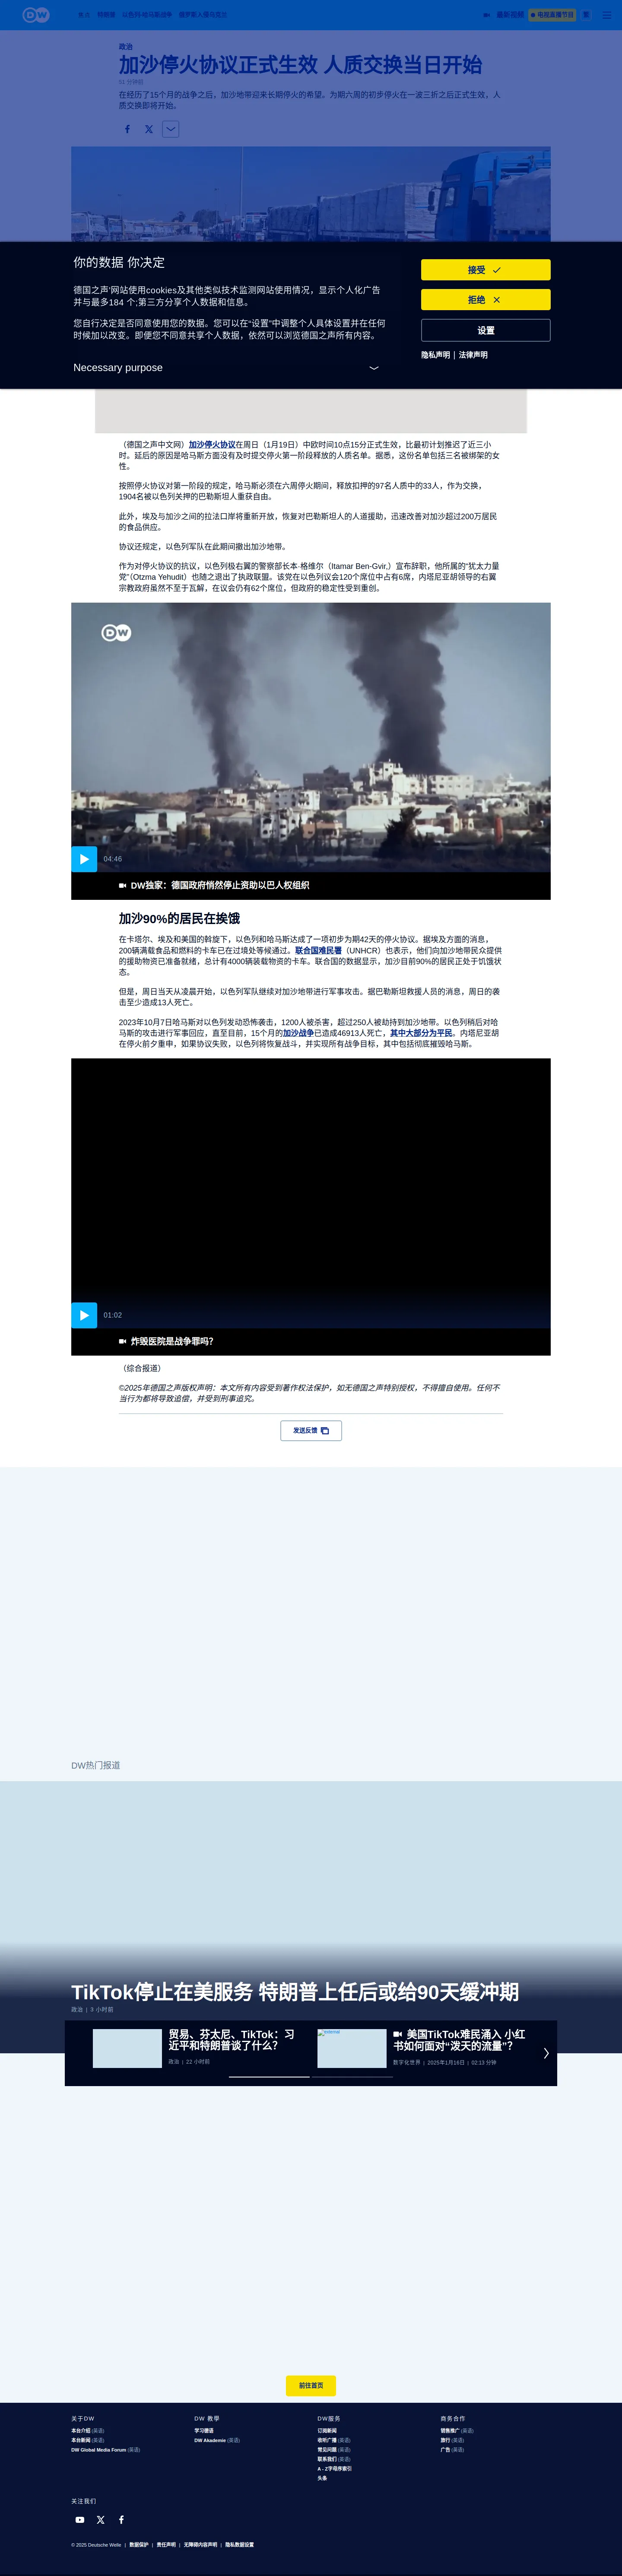 DW
焦点
特朗普
以色列-哈马斯战争
俄罗斯入侵乌克兰
最新视频
电视直播节目
政治
加沙停火协议正式生效 人质交换当日开始
51 分钟前
在经历了15个月的战争之后，加沙地带迎来长期停火的希望。为期六周的初步停火在一波三折之后正式生效，人
质交换即将开始。
你的数据 你决定
德国之声'网站使用cookies及其他类似技术监测网站使用情况，显示个人化广告
并与最多184 个;第三方分享个人数据和信息。
您自行决定是否同意使用您的数据。您可以在"设置"中调整个人具体设置并在任何
时候加以改变。即便您不同意共享个人数据，依然可以浏览德国之声所有内容。
Necessary purpose
接受
拒绝
设置
隐私声明 | 法律声明
（德国之声中文网）加沙停火协议在周日（1月19日）中欧时间10点15分正式生效，比最初计划推迟了近三小
时。延后的原因是哈马斯方面没有及时提交停火第一阶段释放的人质名单。据悉，这份名单包括三名被绑架的女
性。
按照停火协议对第一阶段的规定，哈马斯必须在六周停火期间，释放扣押的97名人质中的33人，作为交换，
1904名被以色列关押的巴勒斯坦人重获自由。
此外，埃及与加沙之间的拉法口岸将重新开放，恢复对巴勒斯坦人的人道援助，迅速改善对加沙超过200万居民
的食品供应。
协议还规定，以色列军队在此期间撤出加沙地带。
作为对停火协议的抗议，以色列极右翼的警察部长本·格维尔（Itamar Ben-Gvir,）宣布辞职，他所属的"犹太力量
党"（Otzma Yehudit）也随之退出了执政联盟。该党在以色列议会120个席位中占有6席，内塔尼亚胡领导的右翼
宗教政府虽然不至于瓦解，在议会仍有62个席位，但政府的稳定性受到重创。
DW
04:46
DW独家：德国政府悄然停止资助以巴人权组织
加沙90%的居民在挨饿
在卡塔尔、埃及和美国的斡旋下，以色列和哈马斯达成了一项初步为期42天的停火协议。据埃及方面的消息，
200辆满载食品和燃料的卡车已在过境处等候通过。联合国难民署（UNHCR）也表示，他们向加沙地带民众提供
的援助物资已准备就绪，总计有4000辆装载物资的卡车。联合国的数据显示，加沙目前90%的居民正处于饥饿状
态。
但是，周日当天从凌晨开始，以色列军队继续对加沙地带进行军事攻击。据巴勒斯坦救援人员的消息，周日的袭
击至少造成13人死亡。
2023年10月7日哈马斯对以色列发动恐怖袭击，1200人被杀害，超过250人被劫持到加沙地带。以色列稍后对哈
马斯的攻击进行军事回应，直至目前，15个月的加沙战争已造成46913人死亡，其中大部分为平民。内塔尼亚胡
在停火前夕重申，如果协议失败，以色列将恢复战斗，并实现所有战争目标，其中包括彻底摧毁哈马斯。
01:02
炸毁医院是战争罪吗？
（综合报道）
©2025年德国之声版权声明：本文所有内容受到著作权法保护，如无德国之声特别授权，不得擅自使用。任何不
当行为都将导致追偿，并受到刑事追究。
发送反馈
DW热门报道
TikTok停止在美服务 特朗普上任后或给90天缓冲期
政治 | 3 小时前
贸易、芬太尼、TikTok：习
近平和特朗普谈了什么？
政治 | 22 小时前
美国TikTok难民涌入 小红
书如何面对"泼天的流量"？
数字化世界 | 2025年1月16日 | 02:13 分钟
前往首页
关于DW
本台介绍 (英语)
本台新闻 (英语)
DW Global Media Forum (英语)
DW 教學
学习德语
DW Akademie (英语)
DW服务
订阅新闻
收听广播 (英语)
常见问题 (英语)
联系我们 (英语)
A - Z字母序索引
头条
商务合作
销售推广 (英语)
旅行 (英语)
广告 (英语)
关注我们
© 2025 Deutsche Welle | 数据保护 | 责任声明 | 无障碍内容声明 | 隐私数据设置